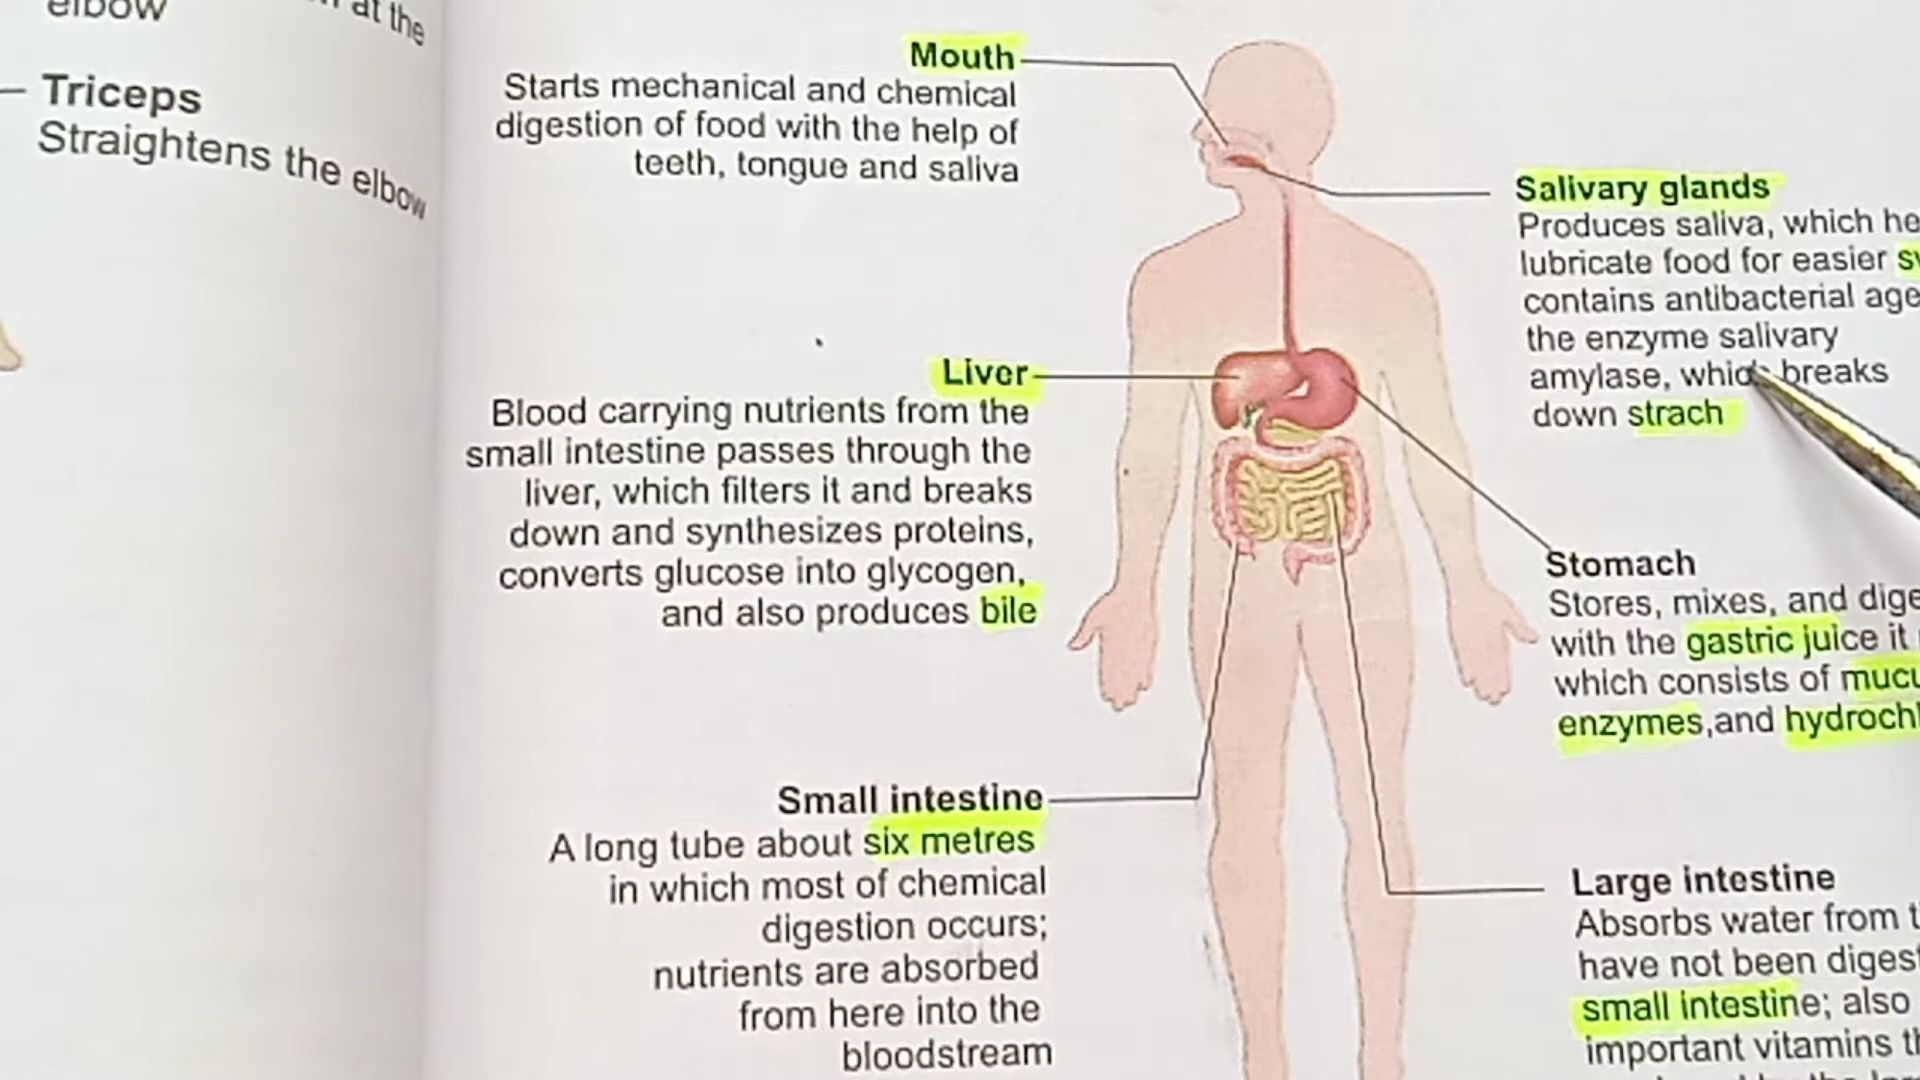 elbow
at the
Triceps
Straightens the elbow
Mouth
Starts mechanical and chemical
digestion of food with the help of
teeth, tongue and saliva
Salivary glands
Produces saliva, which he
lubricate food for easier sw
contains antibacterial age
the enzyme salivary
amylase, which breaks
down strach
Liver
Blood carrying nutrients from the
small intestine passes through the
liver, which filters it and breaks
down and synthesizes proteins,
converts glucose into glycogen,
and also produces bile
Stomach
Stores, mixes, and dige
with the gastric juice it
which consists of mucu
enzymes,and hydrochl
Small intestine
A long tube about six metres
in which most of chemical
digestion occurs;
nutrients are absorbed
from here into the
bloodstream
Large intestine
Absorbs water from t
have not been digest
small intestine; also
important vitamins th